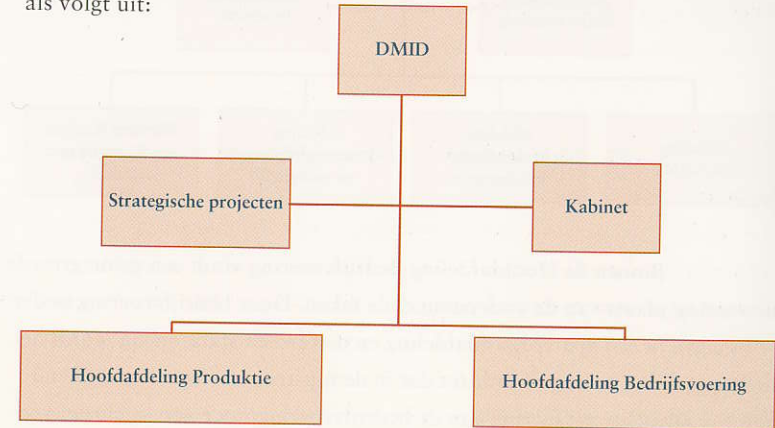 als volgt uit:
DMID
Strategische projecten
Kabinet
Hoofdafdeling Produktie
Hoofdafdeling Bedrijfsvoering